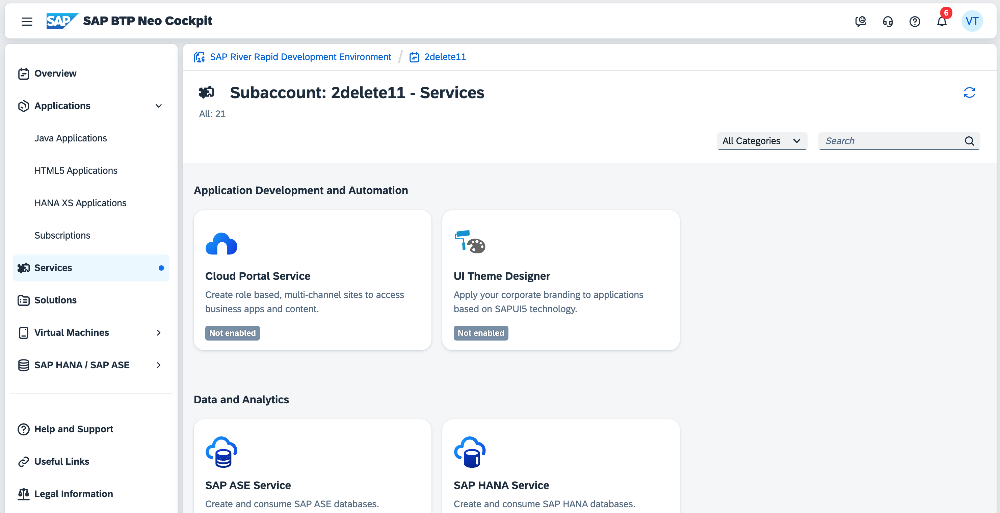 SAP SAP BTP Neo Cockpit
6
VT
Overview
Applications
Java Applications
HTML5 Applications
HANA XS Applications
Subscriptions
Services
Solutions
Virtual Machines
SAP HANA / SAP ASE
Help and Support
Useful Links
Legal Information
SAP River Rapid Development Environment / 2delete11
Subaccount: 2delete11 - Services
All: 21
All Categories
Search
Application Development and Automation
Cloud Portal Service
Create role based, multi-channel sites to access
business apps and content.
Not enabled
UI Theme Designer
Apply your corporate branding to applications
based on SAPUI5 technology.
Not enabled
Data and Analytics
SAP ASE Service
Create and consume SAP ASE databases.
SAP HANA Service
Create and consume SAP HANA databases.